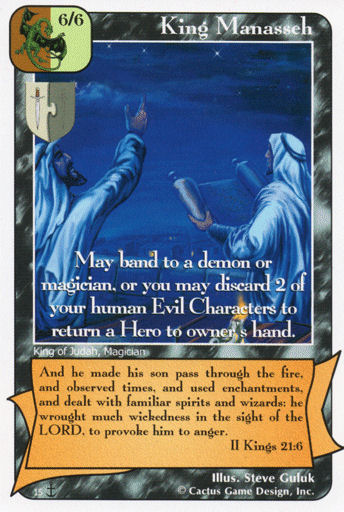 6/6
King Manasseh
May band to a demon or
magician, or you may discard 2 of
your human Evil Characters to
return a Hero to owner's hand.
King of Judah, Magician
And he made his son pass through the fire,
and observed times, and used enchantments,
and dealt with familiar spirits and wizards: he
wrought much wickedness in the sight of the
LORD, to provoke him to anger.
II Kings 21:6
Illus. Steve Guluk
15
© Cactus Game Design, Inc.